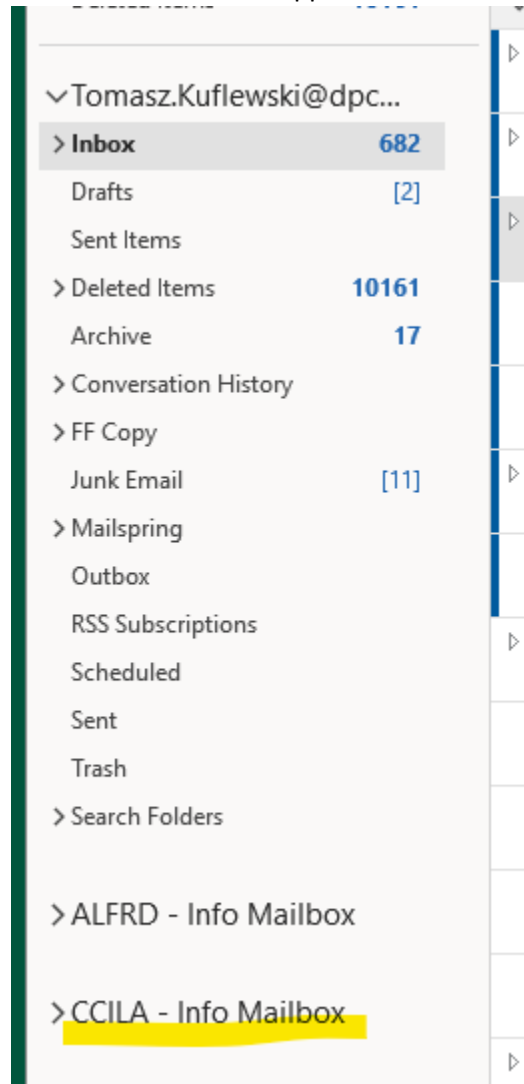 Tomasz.Kuflewski@dpc...
Inbox 682
Drafts [2]
Sent Items
Deleted Items 10161
Archive 17
Conversation History
FF Copy
Junk Email [11]
Mailspring
Outbox
RSS Subscriptions
Scheduled
Sent
Trash
Search Folders
ALFRD - Info Mailbox
CCILA - Info Mailbox